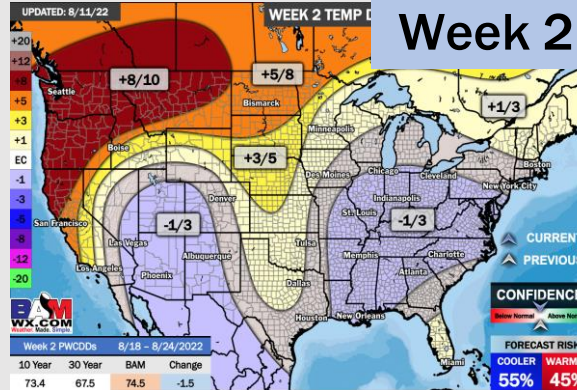 UPDATED: 8/11/22
WEEK 2 TEMP D
Week 2
+20
+12
+8
+5
+3
+1
EC
-1
-3
-5
-8
-12
-20
+8/10
+5/8
+1/3
+3/5
-1/3
-1/3
Seattle
Bismarck
Boise
Minneapolis
Des Moines
Chicago
Cleveland
Boston
New York City
Indianapolis
St. Louis
Denver
San Francisco
Las Vegas
Los Angeles
Phoenix
Albuquerque
Tulsa
Memphis
Charlotte
Atlanta
Dallas
Houston
New Orleans
Miami
CURRENT
PREVIOUS
BAM
WX.COM
Weather. Made. Simple.
CONFIDENC
Below Normal
Above Norm
FORECAST RISK
COOLER
WARM
55%
45%
Week 2 PWCDDs 8/18 – 8/24/2022
10 Year 30 Year BAM Change
73.4 67.5 74.5 -1.5